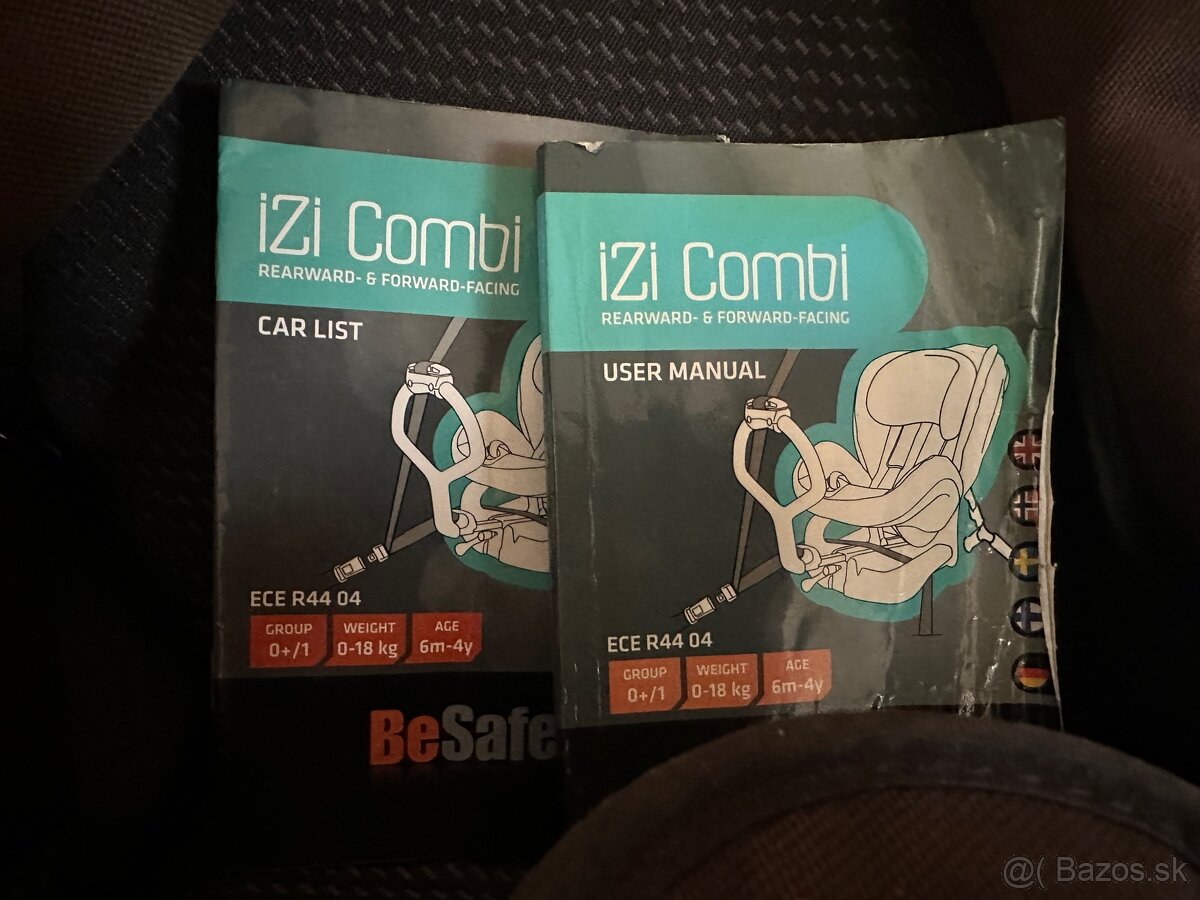 iZi Combi
REARWARD- & FORWARD-FACING
CAR LIST
ECE R44 04
GROUP
0+/1
WEIGHT
0-18 kg
AGE
6m-4y
BeSafe
iZi Combi
REARWARD- & FORWARD-FACING
USER MANUAL
ECE R44 04
GROUP
0+/1
WEIGHT
0-18 kg
AGE
6m-4y
@( Bazos.sk